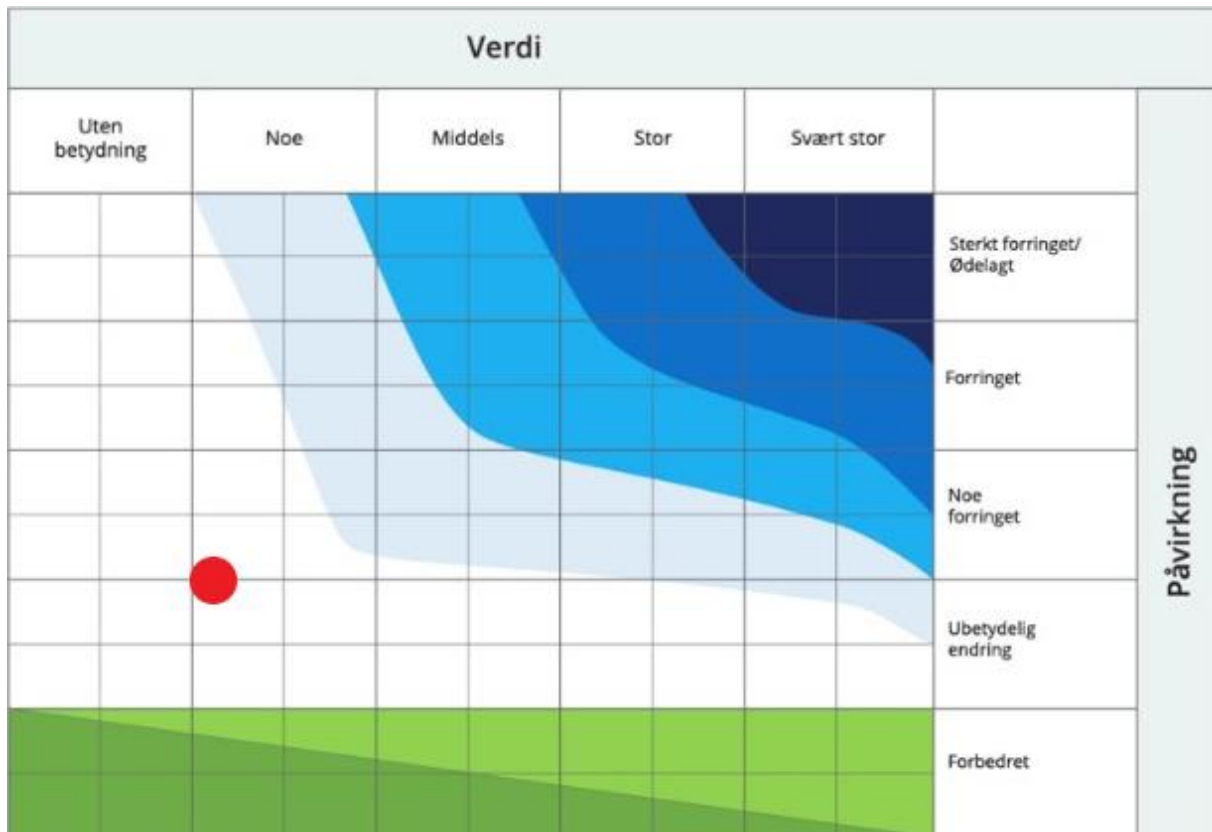 Verdi
Uten
betydning
Noe
Middels
Stor
Svært stor
Sterkt forringet/
Ødelagt
Forringet
Noe
forringet
Ubetydelig
endring
Forbedret
Påvirkning